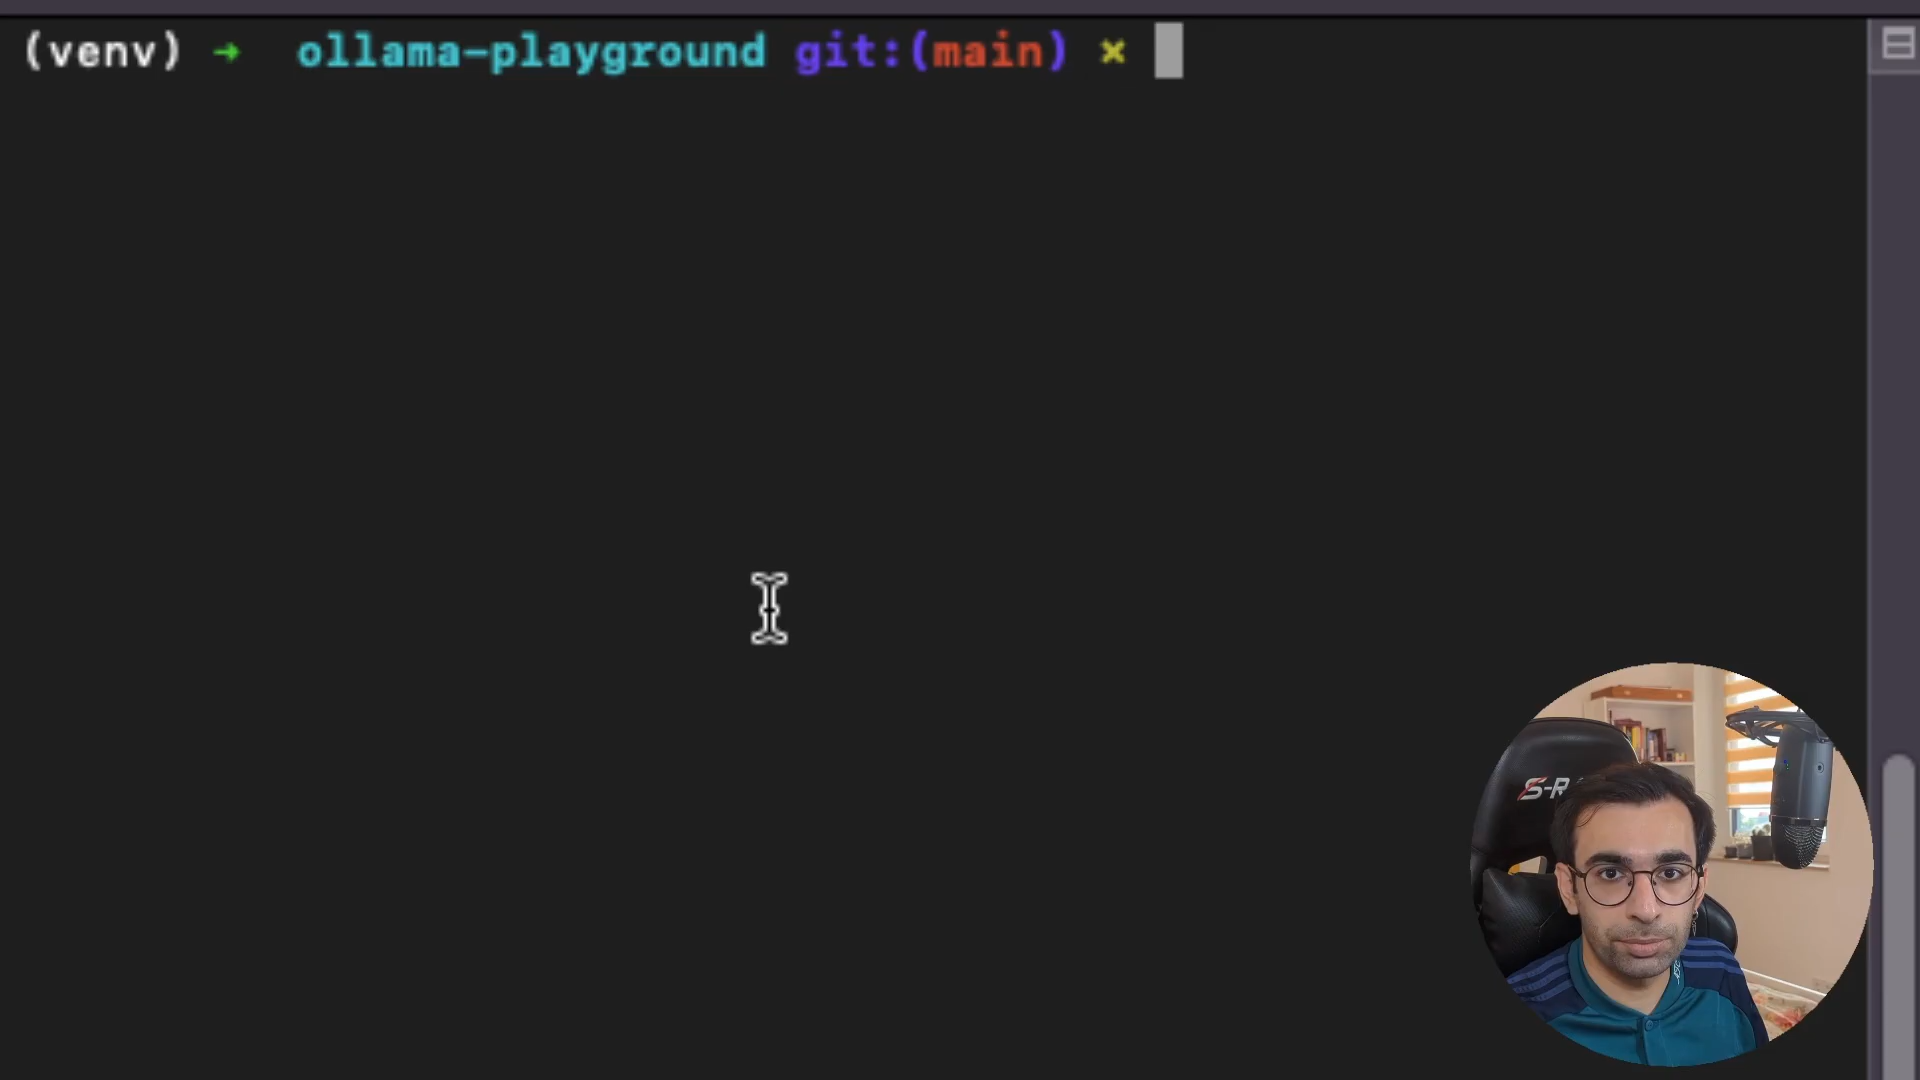 (venv) ➜ ollama-playground git:(main) ✗
S-R